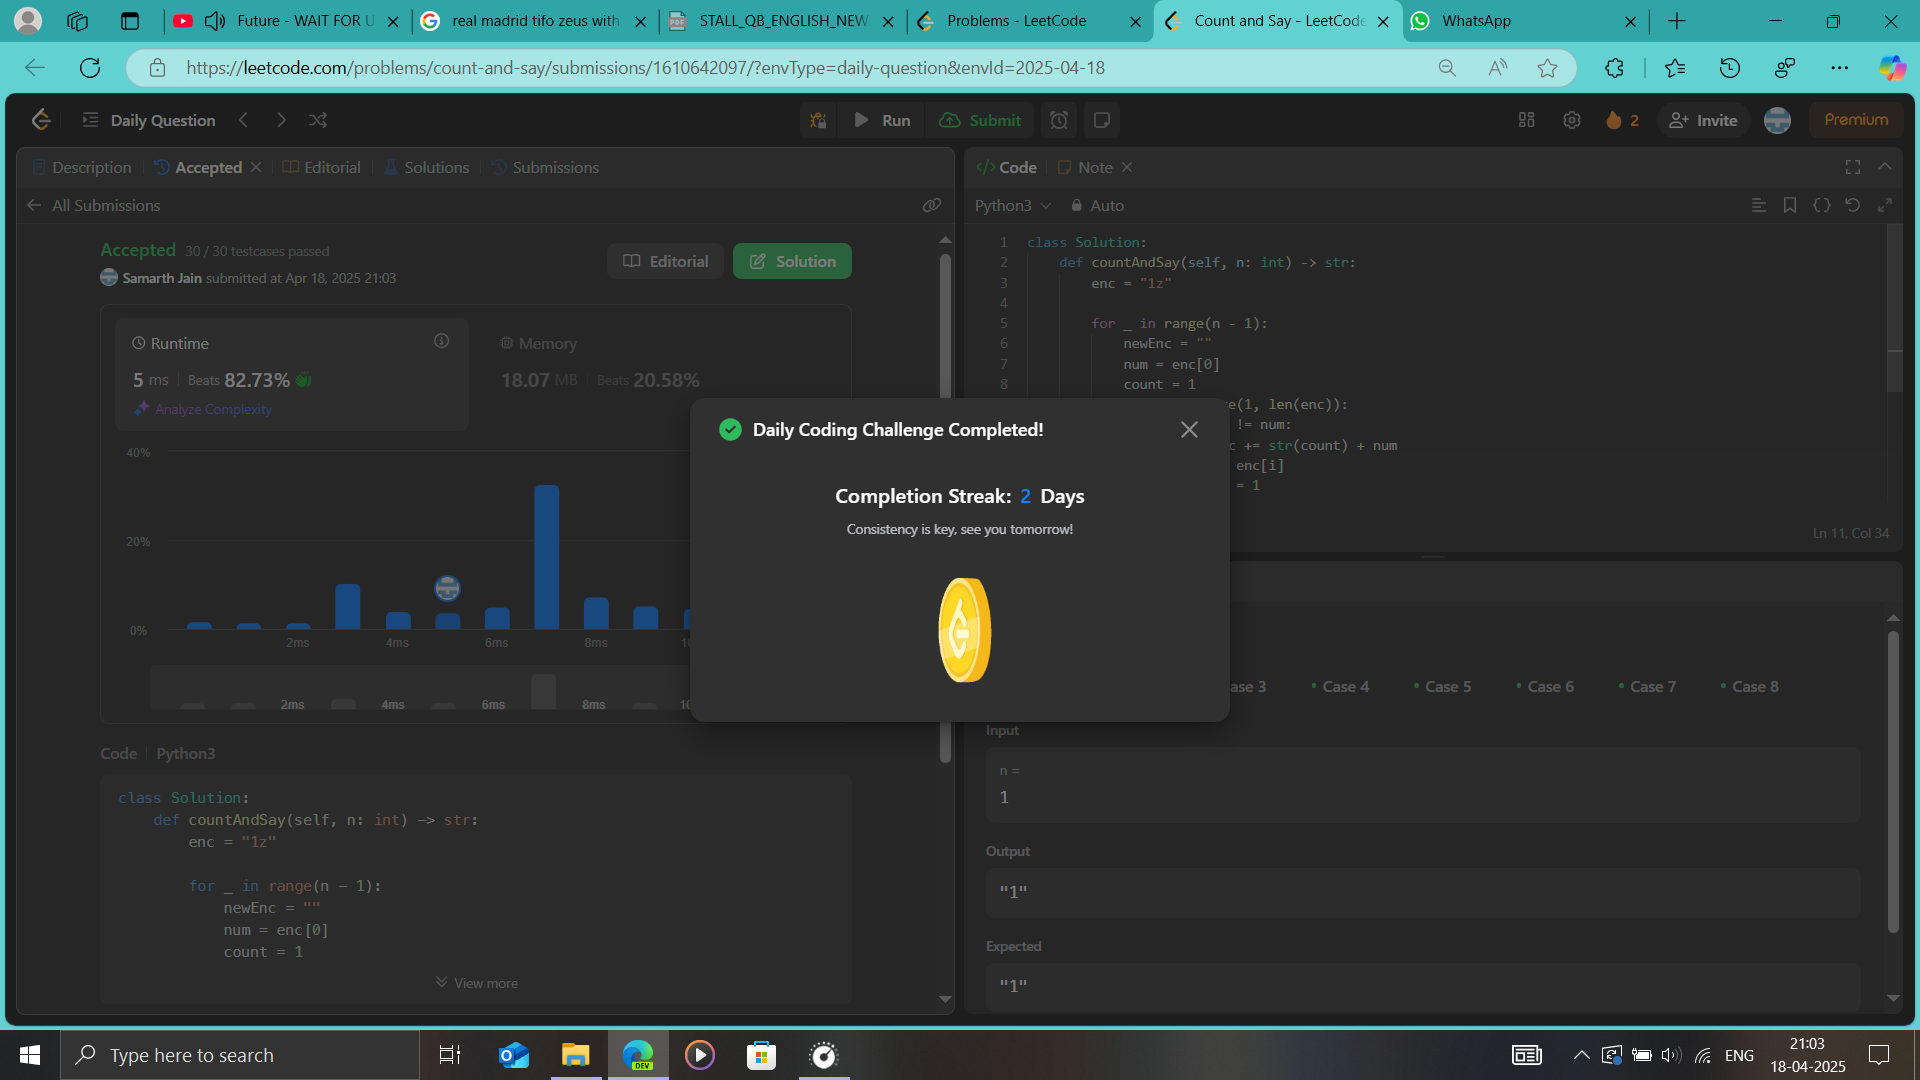 Future - WAIT FOR U
real madrid tifo zeus with
STALL_QB_ENGLISH_NEW
Problems - LeetCode
Count and Say - LeetCode
WhatsApp
https://leetcode.com/problems/count-and-say/submissions/1610642097/?envType=daily-question&envId=2025-04-18
Daily Question
Run
Submit
2
Invite
Premium
Description
Accepted
Editorial
Solutions
Submissions
All Submissions
Accepted 30 / 30 testcases passed
Samarth Jain submitted at Apr 18, 2025 21:03
Editorial
Solution
Runtime
5 ms Beats 82.73%
Analyze Complexity
Memory
18.07 MB Beats 20.58%
40%
20%
0%
2ms 4ms 6ms 8ms 10
2ms 4ms 6ms 8ms 10
Code Python3
class Solution:
def countAndSay(self, n: int) -> str:
enc = "1z"
for _ in range(n - 1):
newEnc = ""
num = enc[0]
count = 1
View more
Daily Coding Challenge Completed!
Completion Streak: 2 Days
Consistency is key, see you tomorrow!
Code
Note
Python3
Auto
1 class Solution:
2 def countAndSay(self, n: int) -> str:
3 enc = "1z"
4
5 for _ in range(n - 1):
6 newEnc = ""
7 num = enc[0]
8 count = 1
e(1, len(enc)):
!= num:
c += str(count) + num
enc[i]
= 1
Ln 11, Col 34
ase 3 Case 4 Case 5 Case 6 Case 7 Case 8
Input
n =
1
Output
"1"
Expected
"1"
Type here to search
DEV
ENG
21:03
18-04-2025